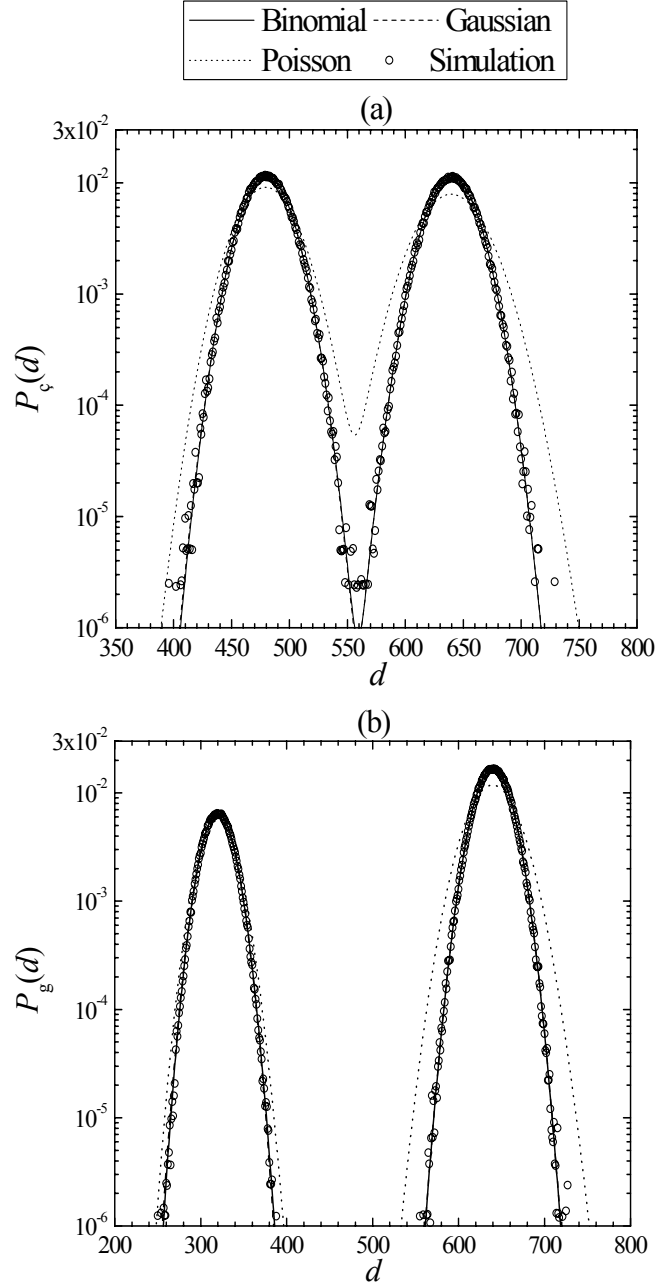 Binomial Gaussian
Poisson Simulation
(a)
3x10⁻²
10⁻²
10⁻³
10⁻⁴
10⁻⁵
10⁻⁶
P_ç(d)
350 400 450 500 550 600 650 700 750 800
d
(b)
3x10⁻²
10⁻²
10⁻³
10⁻⁴
10⁻⁵
10⁻⁶
P_g(d)
200 300 400 500 600 700 800
d